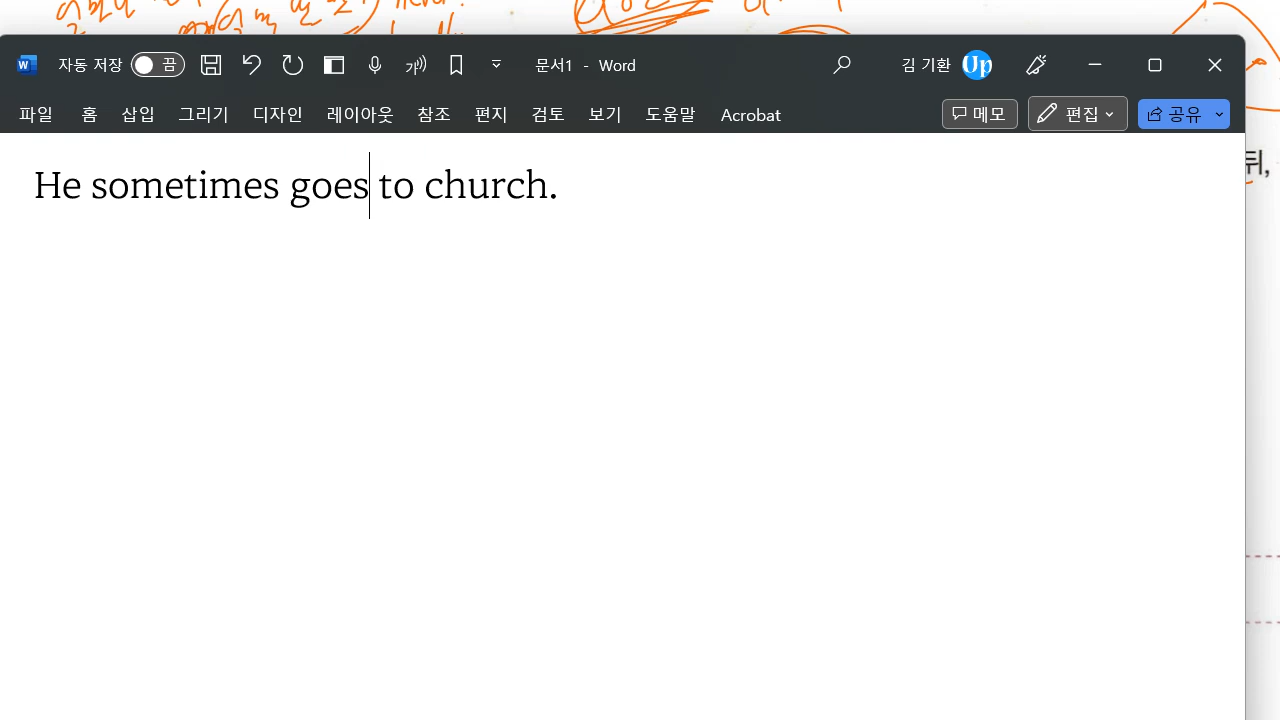 자동 저장 끔 문서1 - Word 김 기환 Up
파일 홈 삽입 그리기 디자인 레이아웃 참조 편지 검토 보기 도움말 Acrobat 메모 편집 공유
He sometimes goes to church.
뒤,